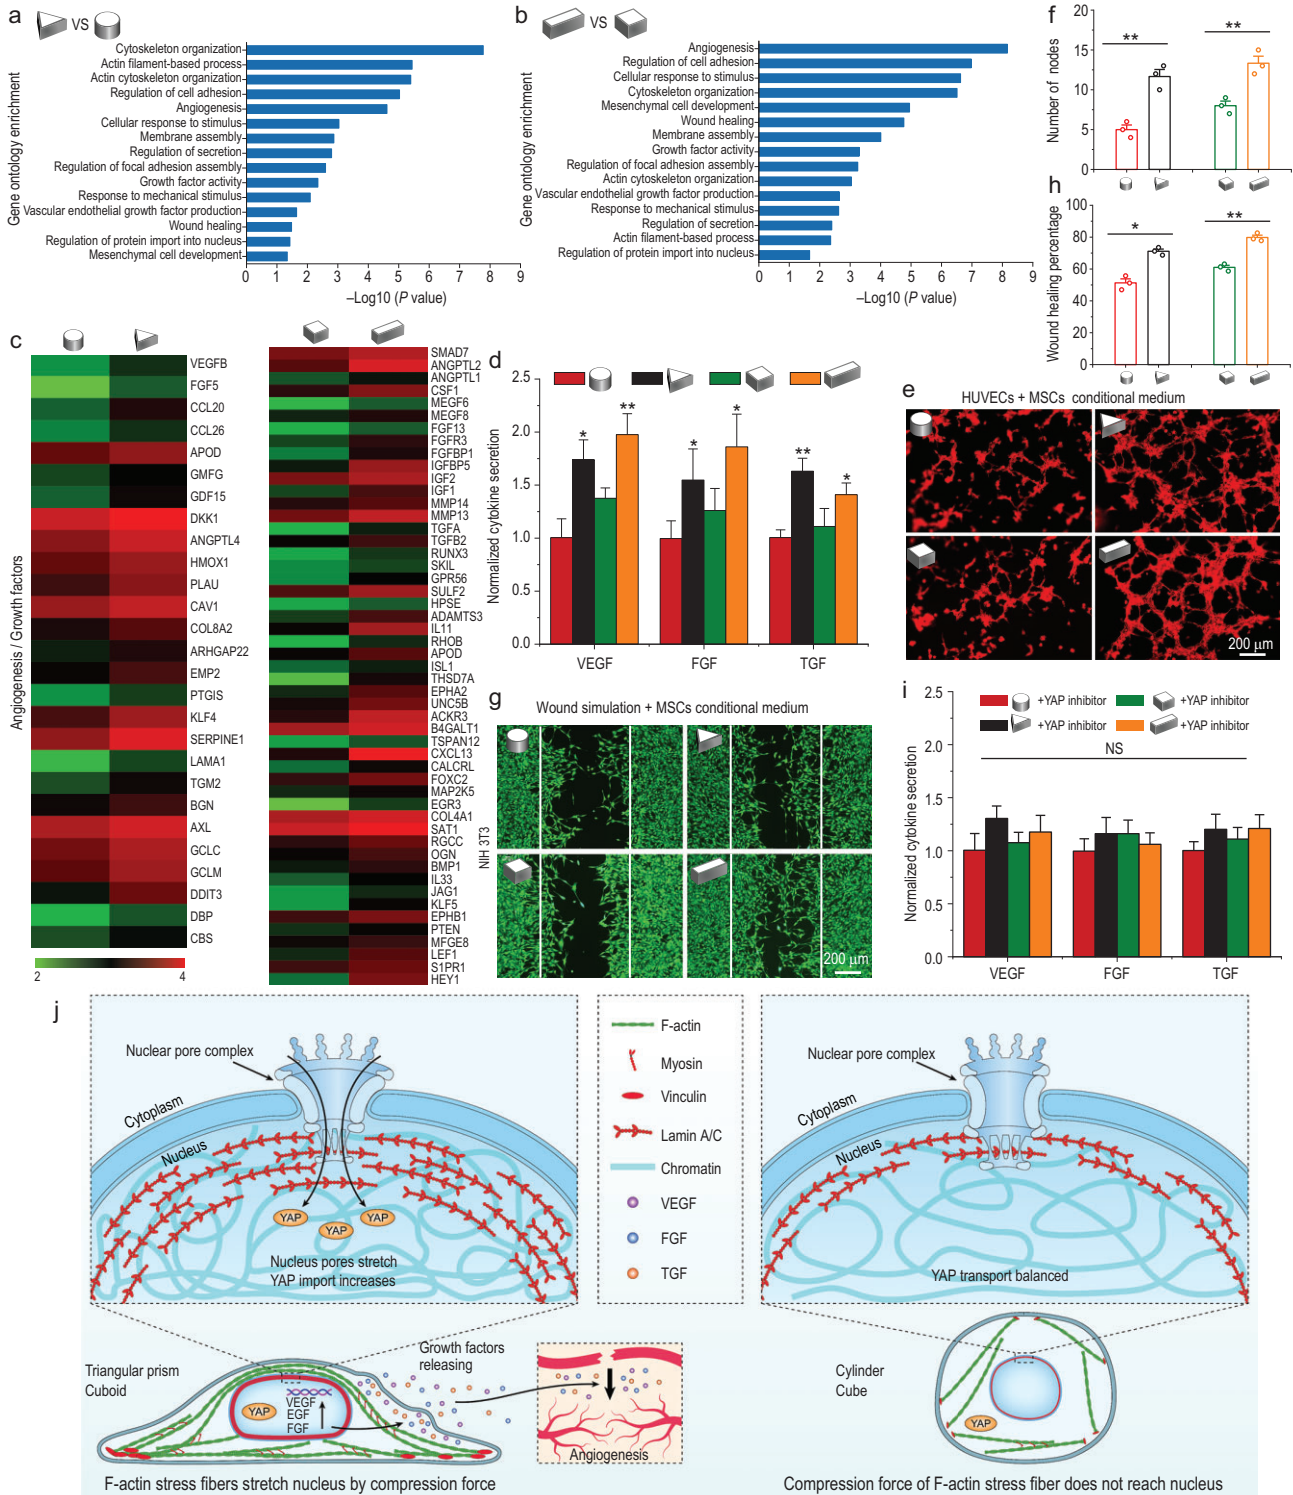 a
VS
Gene ontology enrichment
Cytoskeleton organization
Actin filament-based process
Actin cytoskeleton organization
Regulation of cell adhesion
Angiogenesis
Cellular response to stimulus
Membrane assembly
Regulation of secretion
Regulation of focal adhesion assembly
Growth factor activity
Response to mechanical stimulus
Vascular endothelial growth factor production
Wound healing
Regulation of protein import into nucleus
Mesenchymal cell development
0 1 2 3 4 5 6 7 8 9
–Log10 (P value)
b
VS
Gene ontology enrichment
Angiogenesis
Regulation of cell adhesion
Cellular response to stimulus
Cytoskeleton organization
Mesenchymal cell development
Wound healing
Membrane assembly
Growth factor activity
Regulation of focal adhesion assembly
Actin cytoskeleton organization
Vascular endothelial growth factor production
Response to mechanical stimulus
Regulation of secretion
Actin filament-based process
Regulation of protein import into nucleus
0 1 2 3 4 5 6 7 8 9
–Log10 (P value)
f
Number of nodes
20
15
10
5
0
**
**
h
Wound healing percentage
100
80
60
40
20
0
*
**
c
Angiogenesis / Growth factors
VEGFB
FGF5
CCL20
CCL26
APOD
GMFG
GDF15
DKK1
ANGPTL4
HMOX1
PLAU
CAV1
COL8A2
ARHGAP22
EMP2
PTGIS
KLF4
SERPINE1
LAMA1
TGM2
BGN
AXL
GCLC
GCLM
DDIT3
DBP
CBS
2 4
SMAD7
ANGPTL2
ANGPTL1
CSF1
MEGF6
MEGF8
FGF13
FGFR3
FGFBP1
IGFBP5
IGF2
IGF1
MMP14
MMP13
TGFA
TGFB2
RUNX3
SKIL
GPR56
SULF2
HPSE
ADAMTS3
IL11
RHOB
APOD
ISL1
THSD7A
EPHA2
UNC5B
ACKR3
B4GALT1
TSPAN12
CXCL13
CALCRL
FOXC2
MAP2K5
EGR3
COL4A1
SAT1
RGCC
OGN
BMP1
IL33
JAG1
KLF5
EPHB1
PTEN
MFGE8
LEF1
S1PR1
HEY1
d
Normalized cytokine secretion
2.5
2.0
1.5
1.0
0.5
0.0
* **
* *
** *
VEGF FGF TGF
e
HUVECs + MSCs conditional medium
200 µm
g
Wound simulation + MSCs conditional medium
NIH 3T3
200 µm
i
+YAP inhibitor +YAP inhibitor
+YAP inhibitor +YAP inhibitor
NS
Normalized cytokine secretion
2.5
2.0
1.5
1.0
0.5
0.0
VEGF FGF TGF
j
Nuclear pore complex
Cytoplasm
Nucleus
YAP
YAP
YAP
Nucleus pores stretch
YAP import increases
F-actin
Myosin
Vinculin
Lamin A/C
Chromatin
VEGF
FGF
TGF
Nuclear pore complex
Cytoplasm
Nucleus
YAP transport balanced
Triangular prism
Cuboid
YAP
VEGF
EGF
FGF
Growth factors
releasing
Angiogenesis
F-actin stress fibers stretch nucleus by compression force
Cylinder
Cube
YAP
Compression force of F-actin stress fiber does not reach nucleus